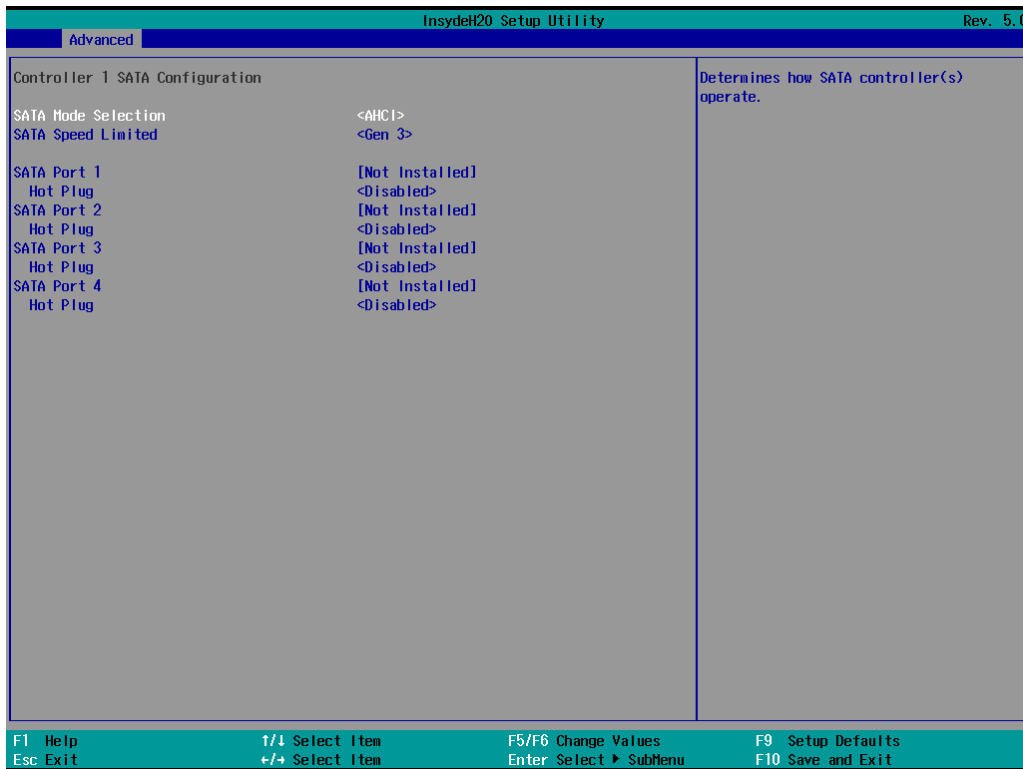 InsydeH2O Setup Utility Rev. 5.0
Advanced
Controller 1 SATA Configuration
Determines how SATA controller(s)
operate.
SATA Mode Selection <AHCI>
SATA Speed Limited <Gen 3>
SATA Port 1 [Not Installed]
Hot Plug <Disabled>
SATA Port 2 [Not Installed]
Hot Plug <Disabled>
SATA Port 3 [Not Installed]
Hot Plug <Disabled>
SATA Port 4 [Not Installed]
Hot Plug <Disabled>
F1 Help ↑/↓ Select Item F5/F6 Change Values F9 Setup Defaults
Esc Exit ←/→ Select Item Enter Select ▶ SubMenu F10 Save and Exit